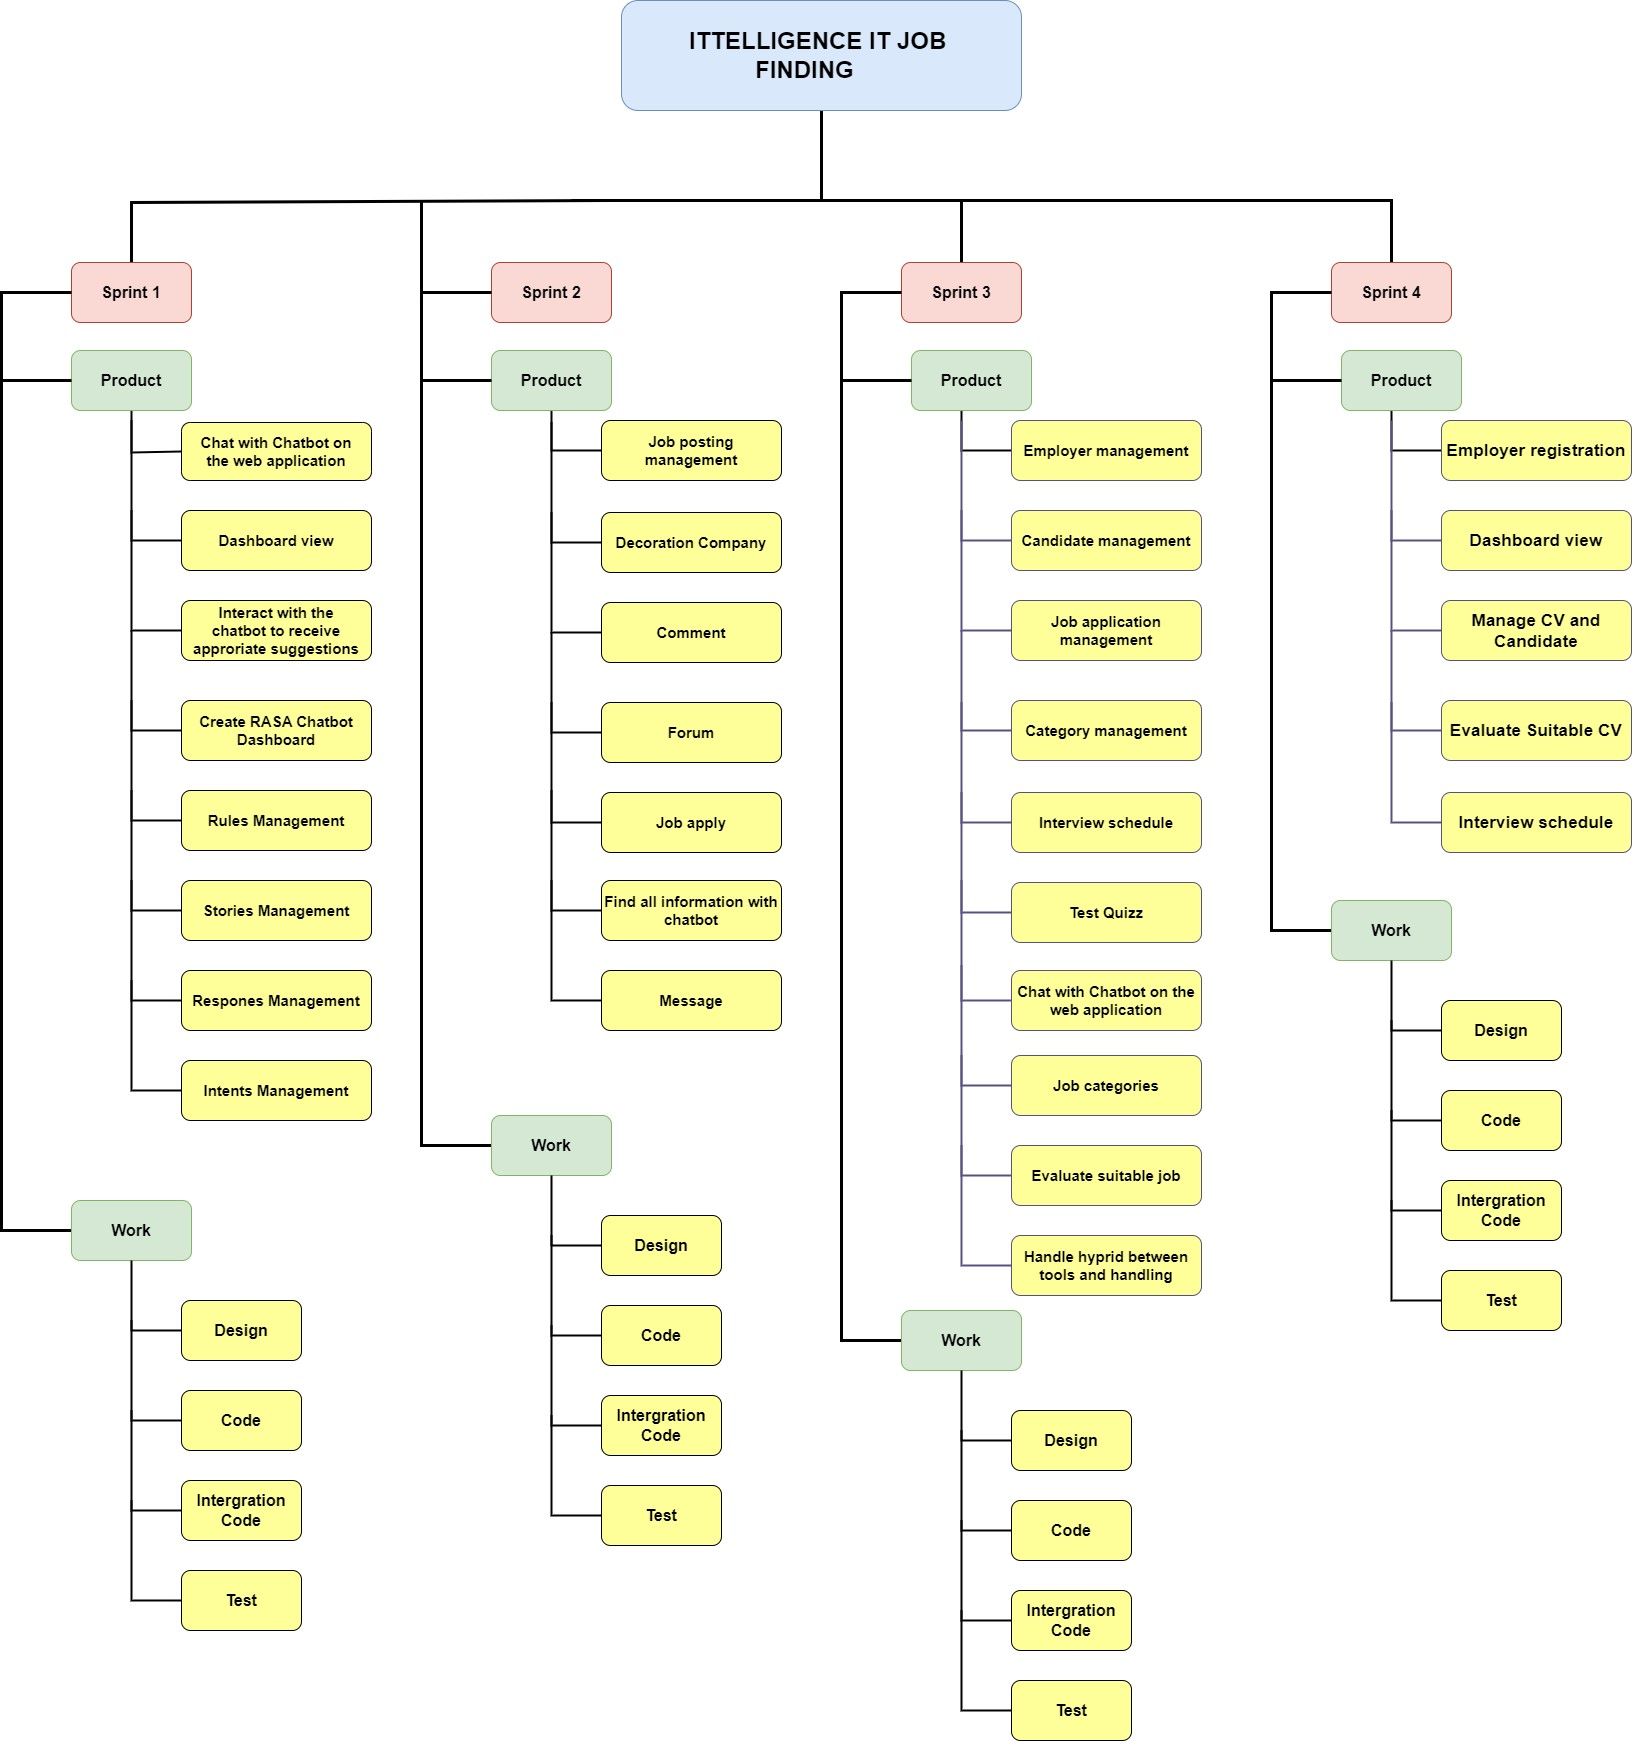 ITTELLIGENCE IT JOB
FINDING
Sprint 1
Product
Chat with Chatbot on
the web application
Dashboard view
Interact with the
chatbot to receive
approriate suggestions
Create RASA Chatbot
Dashboard
Rules Management
Stories Management
Respones Management
Intents Management
Work
Design
Code
Intergration
Code
Test
Sprint 2
Product
Job posting
management
Decoration Company
Comment
Forum
Job apply
Find all information with
chatbot
Message
Work
Design
Code
Intergration
Code
Test
Sprint 3
Product
Employer management
Candidate management
Job application
management
Category management
Interview schedule
Test Quizz
Chat with Chatbot on the
web application
Job categories
Evaluate suitable job
Handle hyprid between
tools and handling
Work
Design
Code
Intergration
Code
Test
Sprint 4
Product
Employer registration
Dashboard view
Manage CV and
Candidate
Evaluate Suitable CV
Interview schedule
Work
Design
Code
Intergration
Code
Test